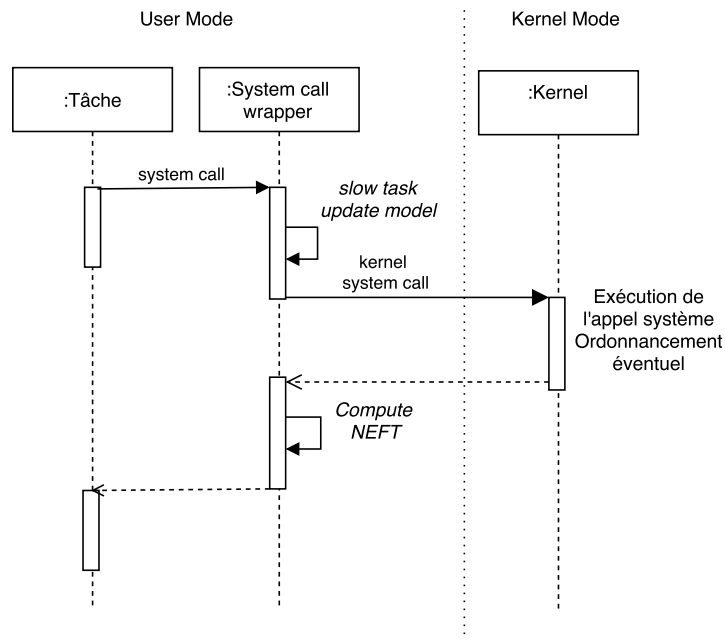 User Mode
Kernel Mode
:Tâche
:System call
wrapper
:Kernel
system call
slow task
update model
kernel
system call
Exécution de
l'appel système
Ordonnancement
éventuel
Compute
NEFT